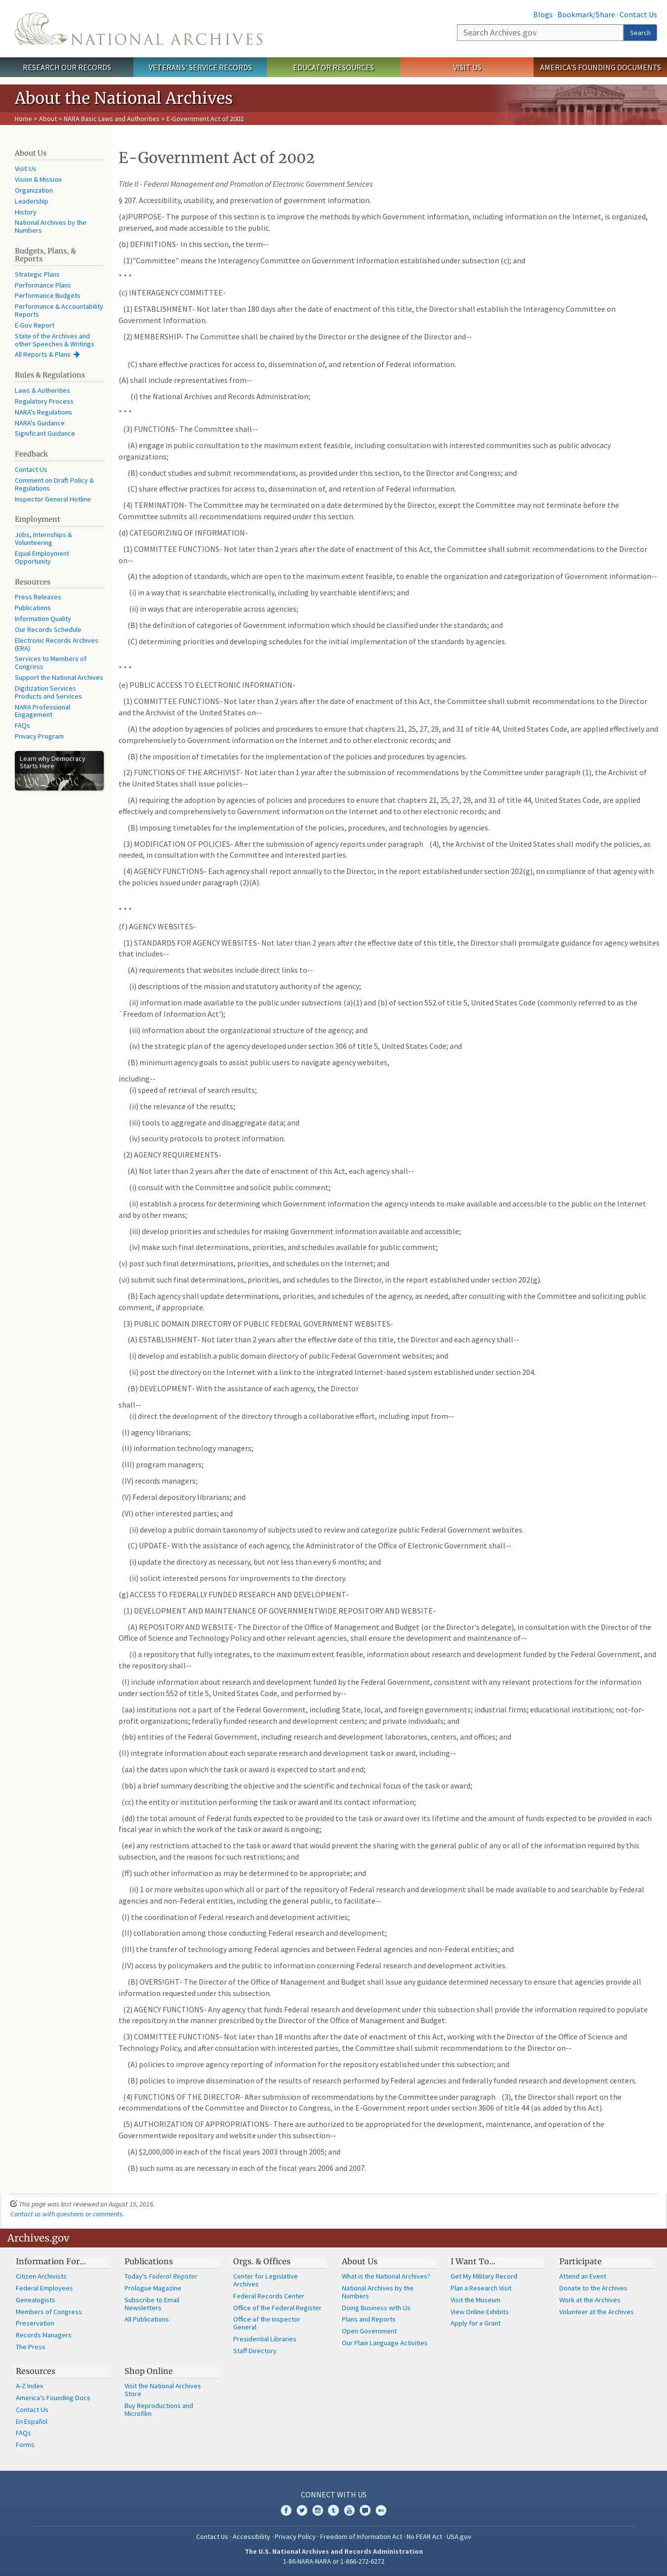 Blogs · Bookmark/Share · Contact Us
NATIONAL ARCHIVES
Search Archives.gov
Search
RESEARCH OUR RECORDS
VETERANS' SERVICE RECORDS
EDUCATOR RESOURCES
VISIT US
AMERICA'S FOUNDING DOCUMENTS
About the National Archives
Home > About > NARA Basic Laws and Authorities > E-Government Act of 2002
About Us
Visit Us
Vision & Mission
Organization
Leadership
History
National Archives by the
Numbers
Budgets, Plans, &
Reports
Strategic Plans
Performance Plans
Performance Budgets
Performance & Accountability
Reports
E-Gov Report
State of the Archives and
other Speeches & Writings
All Reports & Plans
Rules & Regulations
Laws & Authorities
Regulatory Process
NARA's Regulations
NARA's Guidance
Significant Guidance
Feedback
Contact Us
Comment on Draft Policy &
Regulations
Inspector General Hotline
Employment
Jobs, Internships &
Volunteering
Equal Employment
Opportunity
Resources
Press Releases
Publications
Information Quality
Our Records Schedule
Electronic Records Archives
(ERA)
Services to Members of
Congress
Support the National Archives
Digitization Services
Products and Services
NARA Professional
Engagement
FAQs
Privacy Program
Learn why Democracy
Starts Here
E-Government Act of 2002
Title II - Federal Management and Promotion of Electronic Government Services
§ 207. Accessibility, usability, and preservation of government information.
(a)PURPOSE- The purpose of this section is to improve the methods by which Government information, including information on the Internet, is organized,
preserved, and made accessible to the public.
(b) DEFINITIONS- In this section, the term--
(1)"Committee" means the Interagency Committee on Government Information established under subsection (c); and
* * *
(c) INTERAGENCY COMMITTEE-
(1) ESTABLISHMENT- Not later than 180 days after the date of enactment of this title, the Director shall establish the Interagency Committee on
Government Information.
(2) MEMBERSHIP- The Committee shall be chaired by the Director or the designee of the Director and--
(C) share effective practices for access to, dissemination of, and retention of Federal information.
(A) shall include representatives from--
(i) the National Archives and Records Administration;
* * *
(3) FUNCTIONS- The Committee shall--
(A) engage in public consultation to the maximum extent feasible, including consultation with interested communities such as public advocacy
organizations;
(B) conduct studies and submit recommendations, as provided under this section, to the Director and Congress; and
(C) share effective practices for access to, dissemination of, and retention of Federal information.
(4) TERMINATION- The Committee may be terminated on a date determined by the Director, except the Committee may not terminate before the
Committee submits all recommendations required under this section.
(d) CATEGORIZING OF INFORMATION-
(1) COMMITTEE FUNCTIONS- Not later than 2 years after the date of enactment of this Act, the Committee shall submit recommendations to the Director
on--
(A) the adoption of standards, which are open to the maximum extent feasible, to enable the organization and categorization of Government information--
(i) in a way that is searchable electronically, including by searchable identifiers; and
(ii) in ways that are interoperable across agencies;
(B) the definition of categories of Government information which should be classified under the standards; and
(C) determining priorities and developing schedules for the initial implementation of the standards by agencies.
* * *
(e) PUBLIC ACCESS TO ELECTRONIC INFORMATION-
(1) COMMITTEE FUNCTIONS- Not later than 2 years after the date of enactment of this Act, the Committee shall submit recommendations to the Director
and the Archivist of the United States on--
(A) the adoption by agencies of policies and procedures to ensure that chapters 21, 25, 27, 29, and 31 of title 44, United States Code, are applied effectively and
comprehensively to Government information on the Internet and to other electronic records; and
(B) the imposition of timetables for the implementation of the policies and procedures by agencies.
(2) FUNCTIONS OF THE ARCHIVIST- Not later than 1 year after the submission of recommendations by the Committee under paragraph (1), the Archivist of
the United States shall issue policies--
(A) requiring the adoption by agencies of policies and procedures to ensure that chapters 21, 25, 27, 29, and 31 of title 44, United States Code, are applied
effectively and comprehensively to Government information on the Internet and to other electronic records; and
(B) imposing timetables for the implementation of the policies, procedures, and technologies by agencies.
(3) MODIFICATION OF POLICIES- After the submission of agency reports under paragraph (4), the Archivist of the United States shall modify the policies, as
needed, in consultation with the Committee and interested parties.
(4) AGENCY FUNCTIONS- Each agency shall report annually to the Director, in the report established under section 202(g), on compliance of that agency with
the policies issued under paragraph (2)(A).
* * *
(f) AGENCY WEBSITES-
(1) STANDARDS FOR AGENCY WEBSITES- Not later than 2 years after the effective date of this title, the Director shall promulgate guidance for agency websites
that includes--
(A) requirements that websites include direct links to--
(i) descriptions of the mission and statutory authority of the agency;
(ii) information made available to the public under subsections (a)(1) and (b) of section 552 of title 5, United States Code (commonly referred to as the
`Freedom of Information Act');
(iii) information about the organizational structure of the agency; and
(iv) the strategic plan of the agency developed under section 306 of title 5, United States Code; and
(B) minimum agency goals to assist public users to navigate agency websites,
including--
(i) speed of retrieval of search results;
(ii) the relevance of the results;
(iii) tools to aggregate and disaggregate data; and
(iv) security protocols to protect information.
(2) AGENCY REQUIREMENTS-
(A) Not later than 2 years after the date of enactment of this Act, each agency shall--
(i) consult with the Committee and solicit public comment;
(ii) establish a process for determining which Government information the agency intends to make available and accessible to the public on the Internet
and by other means;
(iii) develop priorities and schedules for making Government information available and accessible;
(iv) make such final determinations, priorities, and schedules available for public comment;
(v) post such final determinations, priorities, and schedules on the Internet; and
(vi) submit such final determinations, priorities, and schedules to the Director, in the report established under section 202(g).
(B) Each agency shall update determinations, priorities, and schedules of the agency, as needed, after consulting with the Committee and soliciting public
comment, if appropriate.
(3) PUBLIC DOMAIN DIRECTORY OF PUBLIC FEDERAL GOVERNMENT WEBSITES-
(A) ESTABLISHMENT- Not later than 2 years after the effective date of this title, the Director and each agency shall--
(i) develop and establish a public domain directory of public Federal Government websites; and
(ii) post the directory on the Internet with a link to the integrated Internet-based system established under section 204.
(B) DEVELOPMENT- With the assistance of each agency, the Director
shall--
(i) direct the development of the directory through a collaborative effort, including input from--
(I) agency librarians;
(II) information technology managers;
(III) program managers;
(IV) records managers;
(V) Federal depository librarians; and
(VI) other interested parties; and
(ii) develop a public domain taxonomy of subjects used to review and categorize public Federal Government websites.
(C) UPDATE- With the assistance of each agency, the Administrator of the Office of Electronic Government shall--
(i) update the directory as necessary, but not less than every 6 months; and
(ii) solicit interested persons for improvements to the directory.
(g) ACCESS TO FEDERALLY FUNDED RESEARCH AND DEVELOPMENT-
(1) DEVELOPMENT AND MAINTENANCE OF GOVERNMENTWIDE REPOSITORY AND WEBSITE-
(A) REPOSITORY AND WEBSITE- The Director of the Office of Management and Budget (or the Director's delegate), in consultation with the Director of the
Office of Science and Technology Policy and other relevant agencies, shall ensure the development and maintenance of--
(i) a repository that fully integrates, to the maximum extent feasible, information about research and development funded by the Federal Government, and
the repository shall--
(I) include information about research and development funded by the Federal Government, consistent with any relevant protections for the information
under section 552 of title 5, United States Code, and performed by--
(aa) institutions not a part of the Federal Government, including State, local, and foreign governments; industrial firms; educational institutions; not-for-
profit organizations; federally funded research and development centers; and private individuals; and
(bb) entities of the Federal Government, including research and development laboratories, centers, and offices; and
(II) integrate information about each separate research and development task or award, including--
(aa) the dates upon which the task or award is expected to start and end;
(bb) a brief summary describing the objective and the scientific and technical focus of the task or award;
(cc) the entity or institution performing the task or award and its contact information;
(dd) the total amount of Federal funds expected to be provided to the task or award over its lifetime and the amount of funds expected to be provided in each
fiscal year in which the work of the task or award is ongoing;
(ee) any restrictions attached to the task or award that would prevent the sharing with the general public of any or all of the information required by this
subsection, and the reasons for such restrictions; and
(ff) such other information as may be determined to be appropriate; and
(ii) 1 or more websites upon which all or part of the repository of Federal research and development shall be made available to and searchable by Federal
agencies and non-Federal entities, including the general public, to facilitate--
(I) the coordination of Federal research and development activities;
(II) collaboration among those conducting Federal research and development;
(III) the transfer of technology among Federal agencies and between Federal agencies and non-Federal entities; and
(IV) access by policymakers and the public to information concerning Federal research and development activities.
(B) OVERSIGHT- The Director of the Office of Management and Budget shall issue any guidance determined necessary to ensure that agencies provide all
information requested under this subsection.
(2) AGENCY FUNCTIONS- Any agency that funds Federal research and development under this subsection shall provide the information required to populate
the repository in the manner prescribed by the Director of the Office of Management and Budget.
(3) COMMITTEE FUNCTIONS- Not later than 18 months after the date of enactment of this Act, working with the Director of the Office of Science and
Technology Policy, and after consultation with interested parties, the Committee shall submit recommendations to the Director on--
(A) policies to improve agency reporting of information for the repository established under this subsection; and
(B) policies to improve dissemination of the results of research performed by Federal agencies and federally funded research and development centers.
(4) FUNCTIONS OF THE DIRECTOR- After submission of recommendations by the Committee under paragraph (3), the Director shall report on the
recommendations of the Committee and Director to Congress, in the E-Government report under section 3606 of title 44 (as added by this Act).
(5) AUTHORIZATION OF APPROPRIATIONS- There are authorized to be appropriated for the development, maintenance, and operation of the
Governmentwide repository and website under this subsection--
(A) $2,000,000 in each of the fiscal years 2003 through 2005; and
(B) such sums as are necessary in each of the fiscal years 2006 and 2007.
This page was last reviewed on August 15, 2016.
Contact us with questions or comments.
Archives.gov
Information For…
Citizen Archivists
Federal Employees
Genealogists
Members of Congress
Preservation
Records Managers
The Press
Publications
Today's Federal Register
Prologue Magazine
Subscribe to Email
Newsletters
All Publications
Orgs. & Offices
Center for Legislative
Archives
Federal Records Center
Office of the Federal Register
Office of the Inspector
General
Presidential Libraries
Staff Directory
About Us
What is the National Archives?
National Archives by the
Numbers
Doing Business with Us
Plans and Reports
Open Government
Our Plain Language Activities
I Want To…
Get My Military Record
Plan a Research Visit
Visit the Museum
View Online Exhibits
Apply for a Grant
Participate
Attend an Event
Donate to the Archives
Work at the Archives
Volunteer at the Archives
Resources
A-Z Index
America's Founding Docs
Contact Us
En Español
FAQs
Forms
Shop Online
Visit the National Archives
Store
Buy Reproductions and
Microfilm
CONNECT WITH US
Contact Us · Accessibility · Privacy Policy · Freedom of Information Act · No FEAR Act · USA.gov
The U.S. National Archives and Records Administration
1-86-NARA-NARA or 1-866-272-6272